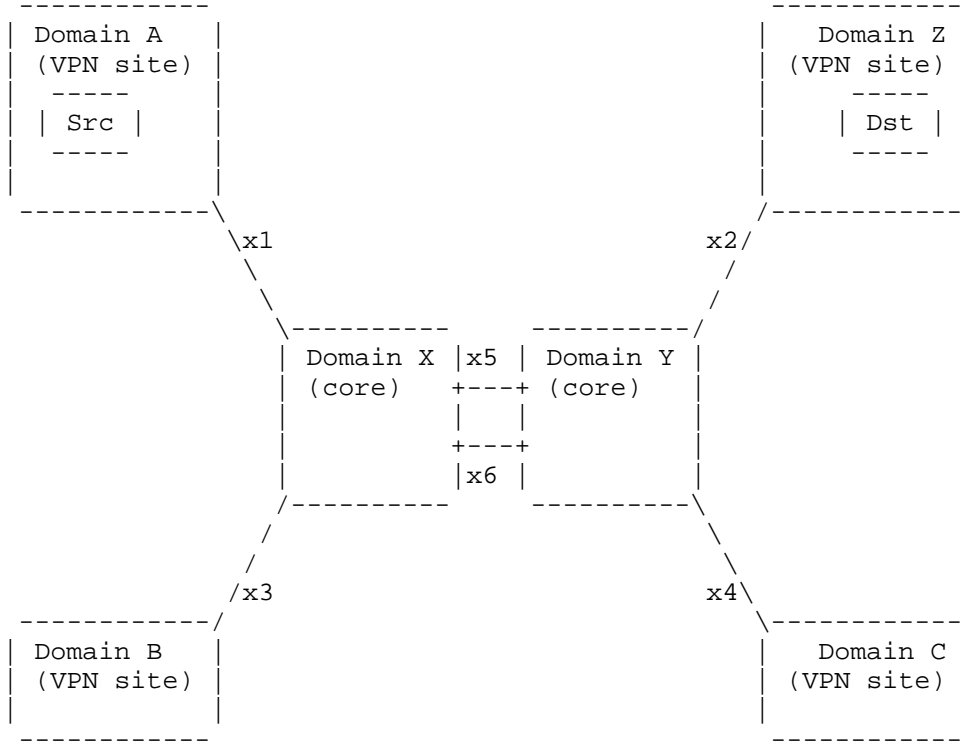 Domain A Domain Z
(VPN site) (VPN site)
Src Dst
x1 x2
Domain X x5 Domain Y
(core) (core)
x6
x3 x4
Domain B Domain C
(VPN site) (VPN site)